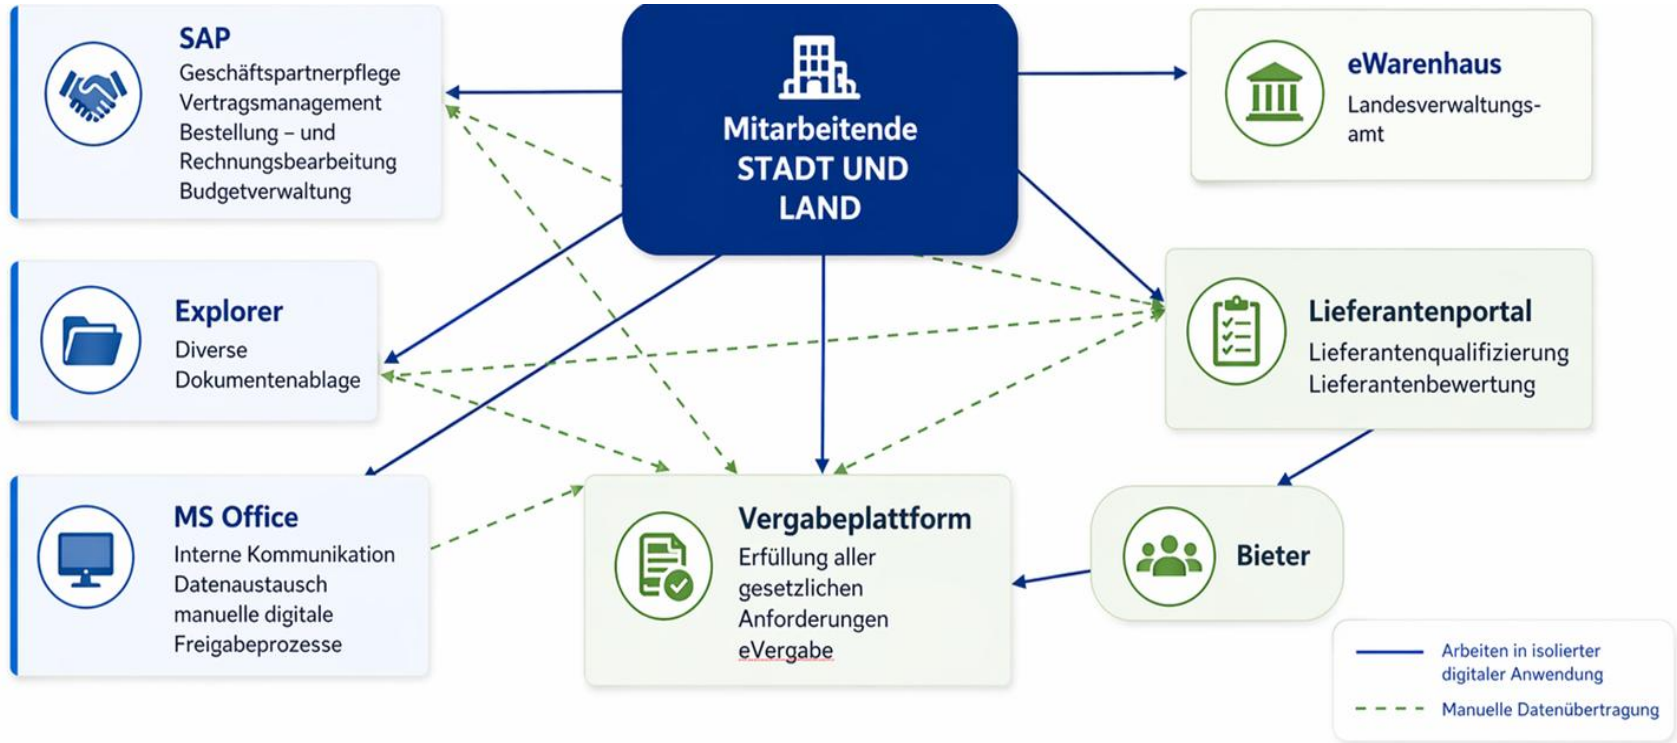 SAP
Geschäftspartnerpflege
Vertragsmanagement
Bestellung – und
Rechnungsbearbeitung
Budgetverwaltung
Mitarbeitende
STADT UND
LAND
eWarenhaus
Landesverwaltungs-
amt
Explorer
Diverse
Dokumentenablage
Lieferantenportal
Lieferantenqualifizierung
Lieferantenbewertung
MS Office
Interne Kommunikation
Datenaustausch
manuelle digitale
Freigabeprozesse
Vergabeplattform
Erfüllung aller
gesetzlichen
Anforderungen
eVergabe
Bieter
Arbeiten in isolierter
digitaler Anwendung
Manuelle Datenübertragung